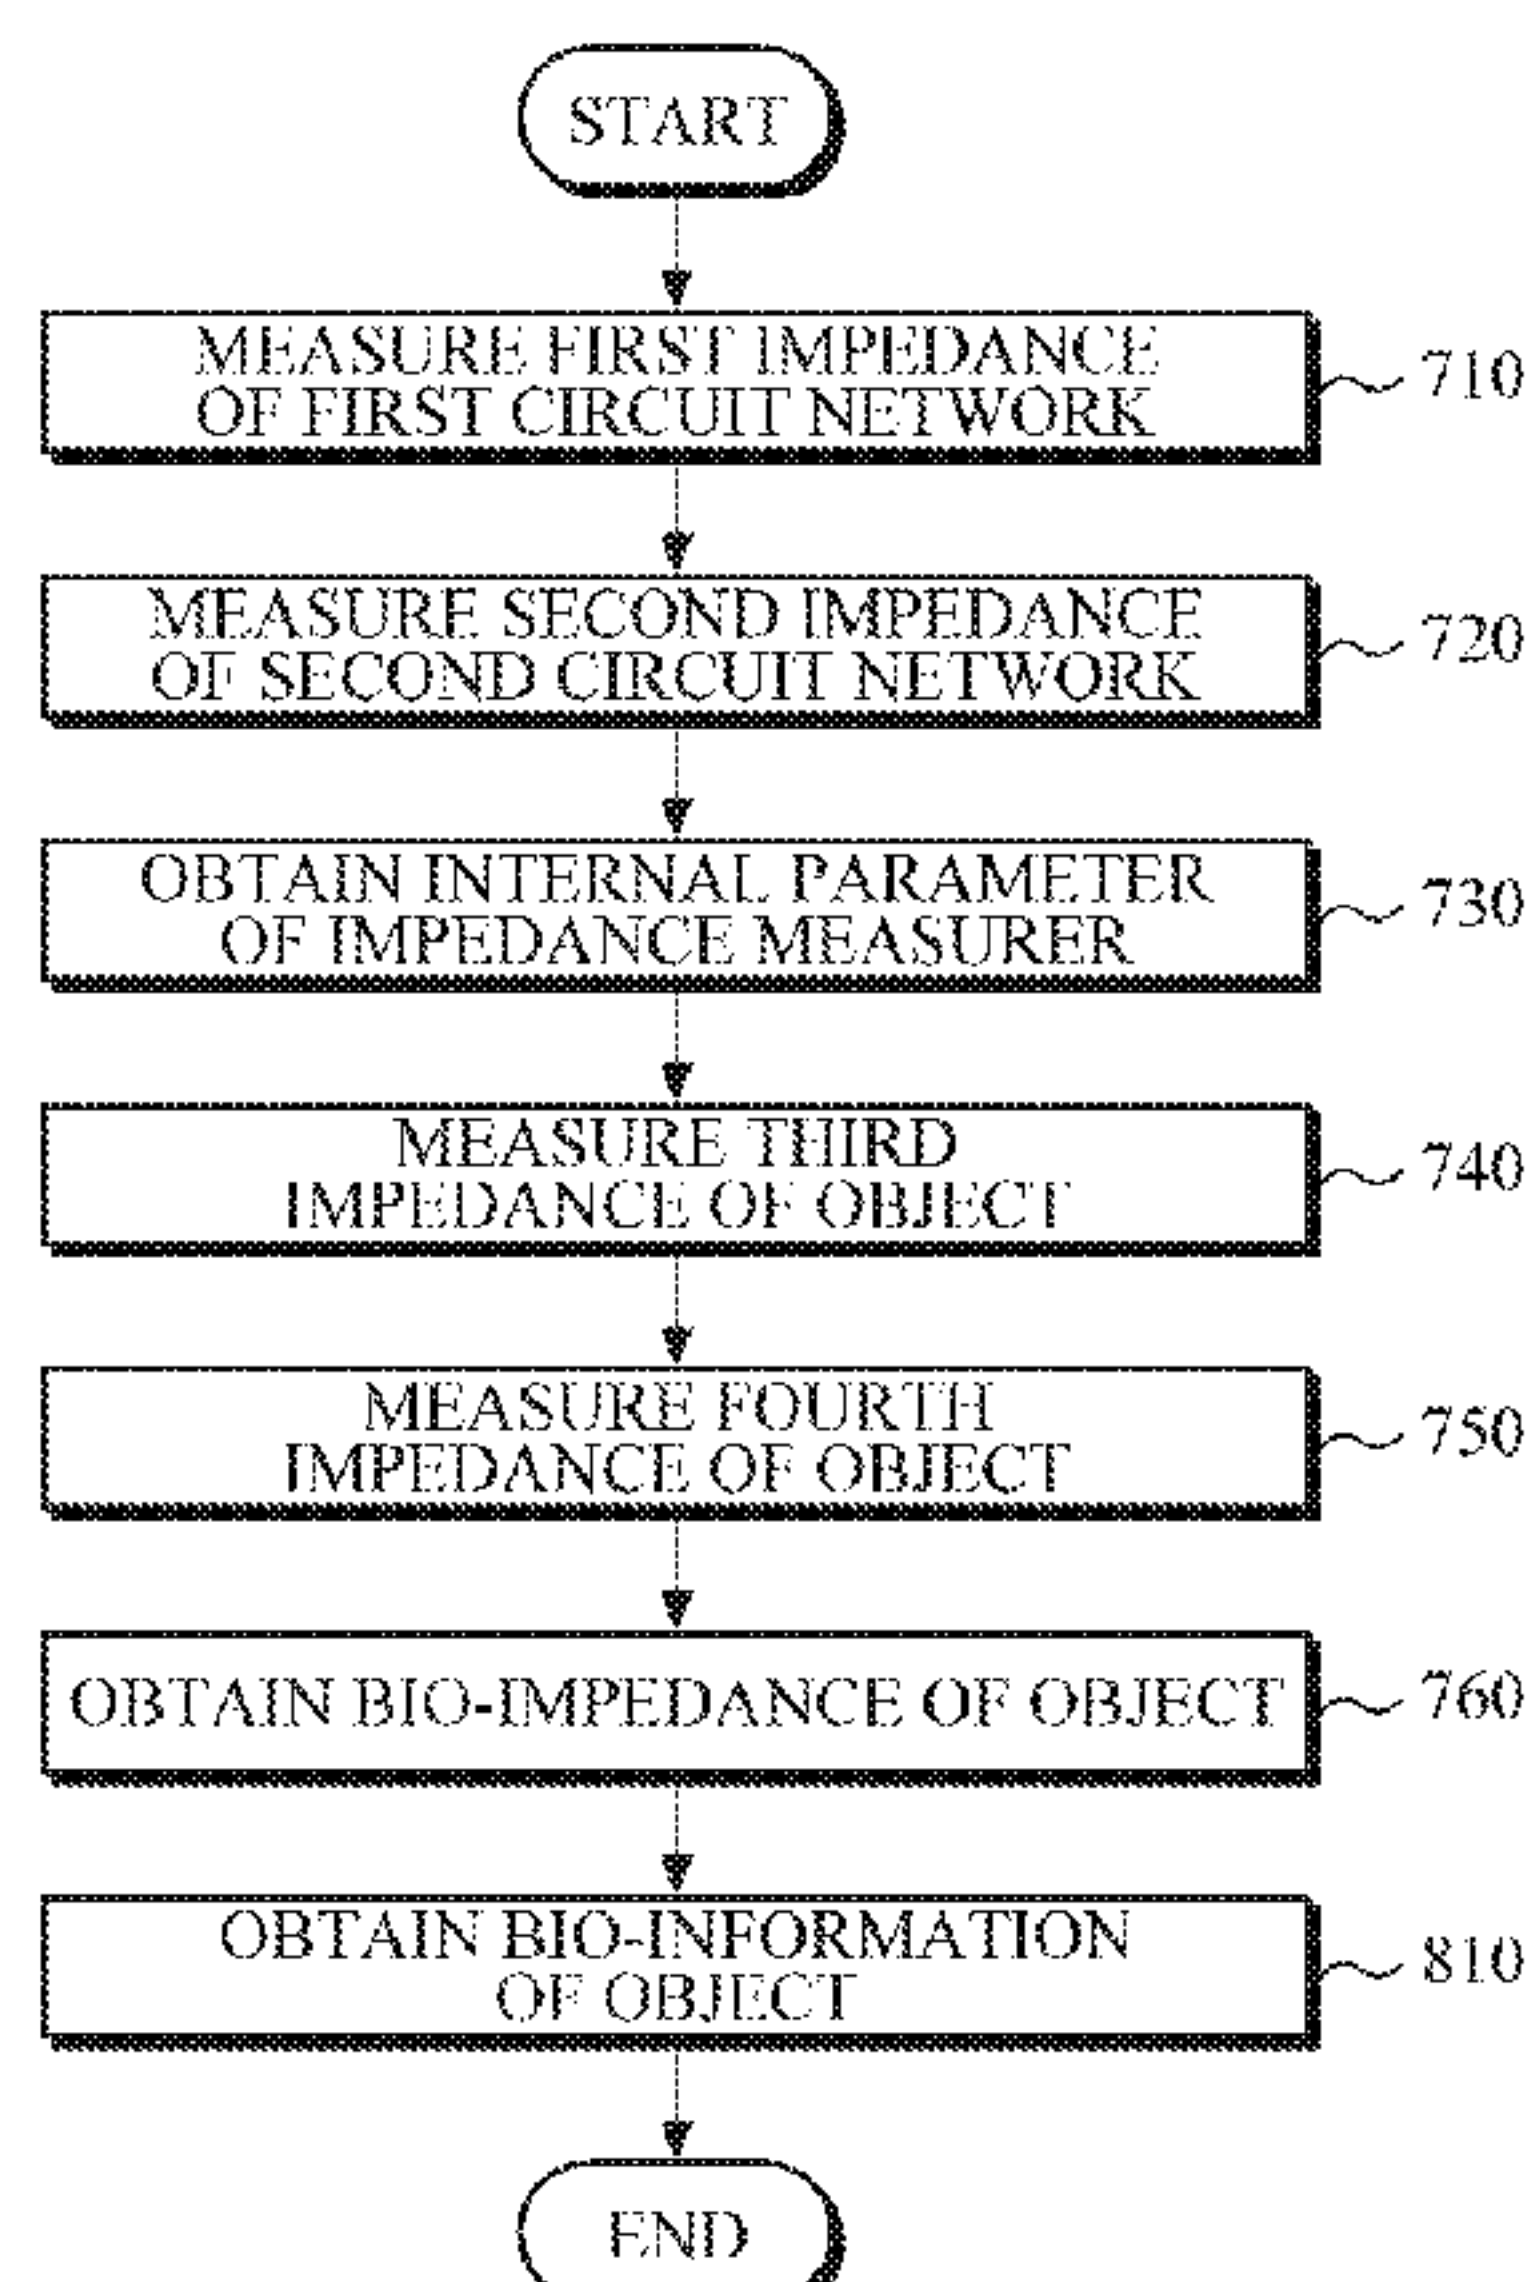 START
MEASURE FIRST IMPEDANCE
OF FIRST CIRCUIT NETWORK
710
MEASURE SECOND IMPEDANCE
OF SECOND CIRCUIT NETWORK
720
OBTAIN INTERNAL PARAMETER
OF IMPEDANCE MEASURER
730
MEASURE THIRD
IMPEDANCE OF OBJECT
740
MEASURE FOURTH
IMPEDANCE OF OBJECT
750
OBTAIN BIO-IMPEDANCE OF OBJECT
760
OBTAIN BIO-INFORMATION
OF OBJECT
810
END